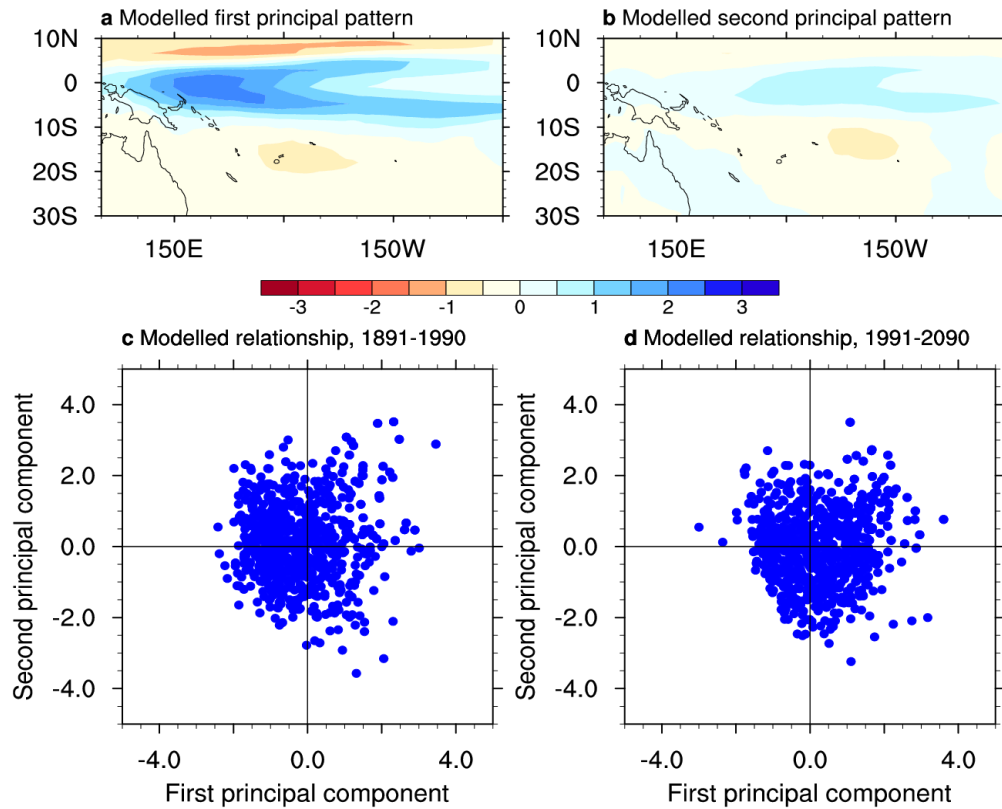 a Modelled first principal pattern
b Modelled second principal pattern
10N
0
10S
20S
30S
150E 150W
10N
0
10S
20S
30S
150E 150W
-3 -2 -1 0 1 2 3
c Modelled relationship, 1891-1990
d Modelled relationship, 1991-2090
Second principal component
4.0
2.0
0.0
-2.0
-4.0
-4.0 0.0 4.0
First principal component
Second principal component
4.0
2.0
0.0
-2.0
-4.0
-4.0 0.0 4.0
First principal component